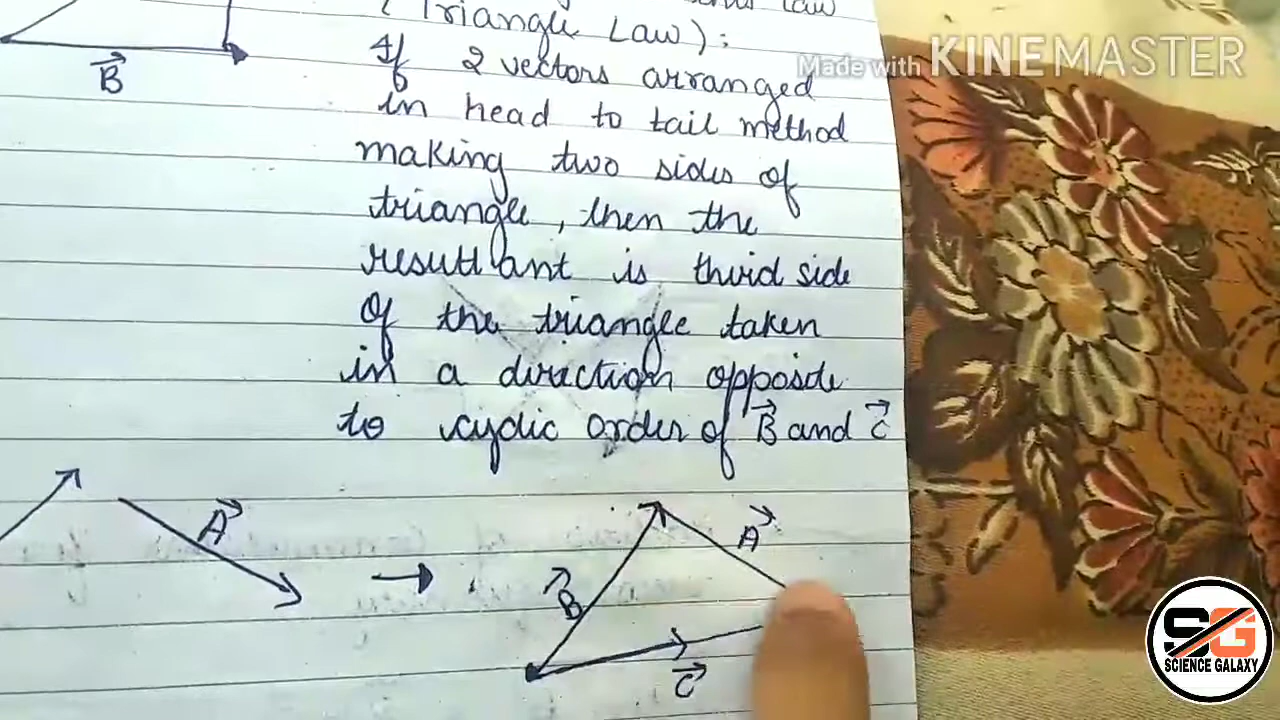 (Triangle Law):
If 2 vectors arranged
in head to tail method
making two sides of
triangle, then the
resultant is third side
of the triangle taken
in a direction opposite
to cyclic order of B⃗ and C⃗
B⃗
A⃗
B⃗
A⃗
C⃗
Made with KINEMASTER
SG
SCIENCE GALAXY